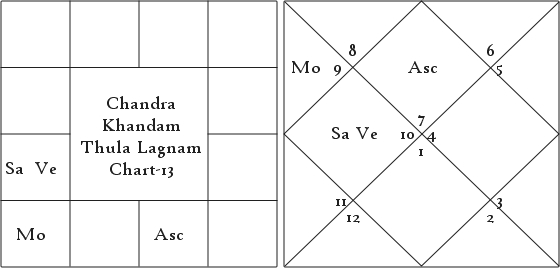 Chandra
Khandam
Thula Lagnam
Chart-13
Sa Ve
Mo
Asc
8
6
Mo
9
Asc
5
7
Sa Ve
10
4
1
11
3
12
2